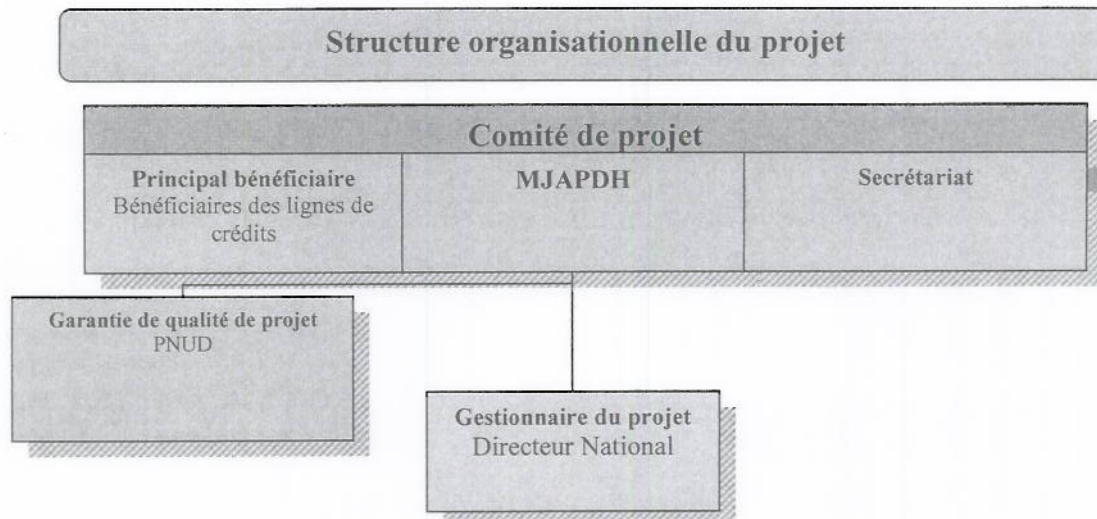 Structure organisationnelle du projet
Comité de projet
Principal bénéficiaire
Bénéficiaires des lignes de
crédits
MJAPDH
Secrétariat
Garantie de qualité de projet
PNUD
Gestionnaire du projet
Directeur National